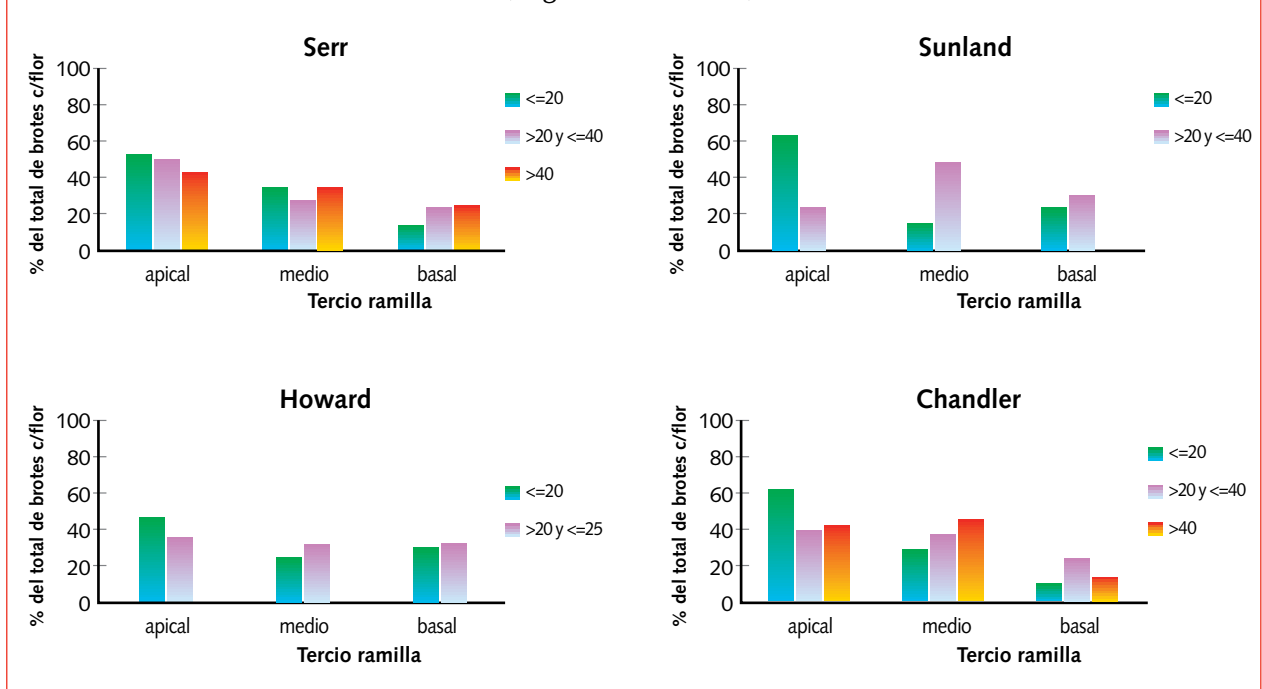 Serr
% del total de brotes c/flor
100
80
60
40
20
0
apical medio basal
Tercio ramilla
<=20
>20 y <=40
>40
Sunland
% del total de brotes c/flor
100
80
60
40
20
0
apical medio basal
Tercio ramilla
<=20
>20 y <=40
Howard
% del total de brotes c/flor
100
80
60
40
20
0
apical medio basal
Tercio ramilla
<=20
>20 y <=25
Chandler
% del total de brotes c/flor
100
80
60
40
20
0
apical medio basal
Tercio ramilla
<=20
>20 y <=40
>40